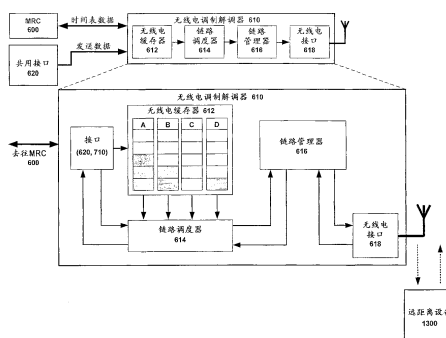 MRC
600
时间表数据
共用接口
620
发送数据
无线电调制解调器 610
无线电
缓存器
612
链路
调度器
614
链路
管理器
616
无线电
接口
618
无线电调制解调器 610
无线电缓存器 612
A B C D
接口
(620, 710)
去往MRC
600
链路管理器
616
链路调度器
614
无线电
接口
618
远距离设备
1300